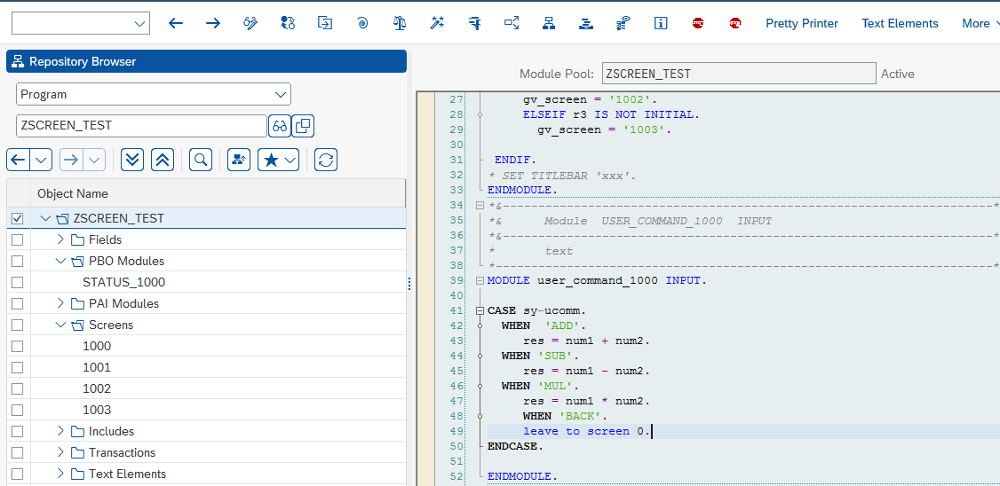 Pretty Printer Text Elements More
Repository Browser
Program
ZSCREEN_TEST
Object Name
ZSCREEN_TEST
Fields
PBO Modules
STATUS_1000
PAI Modules
Screens
1000
1001
1002
1003
Includes
Transactions
Text Elements
Module Pool: ZSCREEN_TEST Active
27 gv_screen = '1002'.
28 ELSEIF r3 IS NOT INITIAL.
29 gv_screen = '1003'.
30
31 ENDIF.
32 * SET TITLEBAR 'xxx'.
33 ENDMODULE.
34 *&---------------------------------------------------------------------*
35 *& Module USER_COMMAND_1000 INPUT
36 *&---------------------------------------------------------------------*
37 * text
38 *----------------------------------------------------------------------*
39 MODULE user_command_1000 INPUT.
40
41 CASE sy-ucomm.
42 WHEN 'ADD'.
43 res = num1 + num2.
44 WHEN 'SUB'.
45 res = num1 - num2.
46 WHEN 'MUL'.
47 res = num1 * num2.
48 WHEN 'BACK'.
49 leave to screen 0.
50 ENDCASE.
51
52 ENDMODULE.